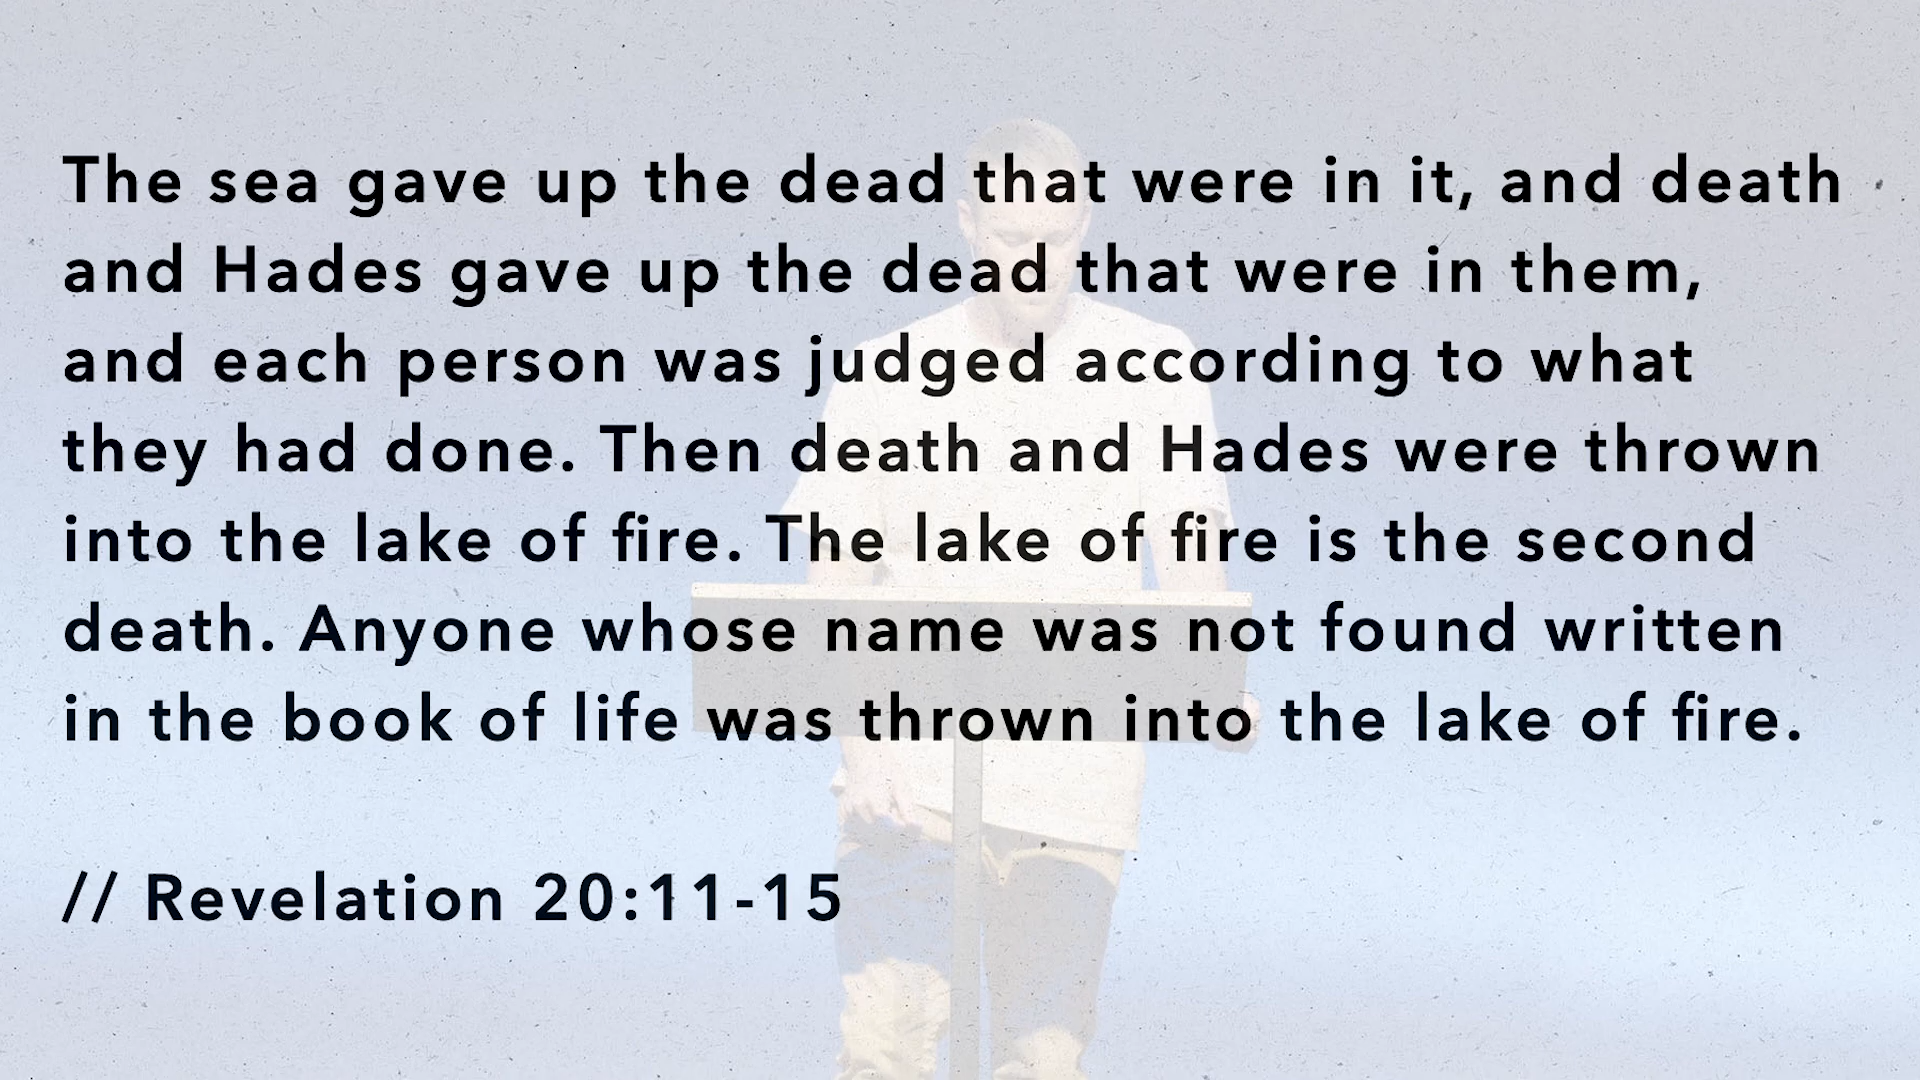 The sea gave up the dead that were in it, and death
and Hades gave up the dead that were in them,
and each person was judged according to what
they had done. Then death and Hades were thrown
into the lake of fire. The lake of fire is the second
death. Anyone whose name was not found written
in the book of life was thrown into the lake of fire.
// Revelation 20:11-15